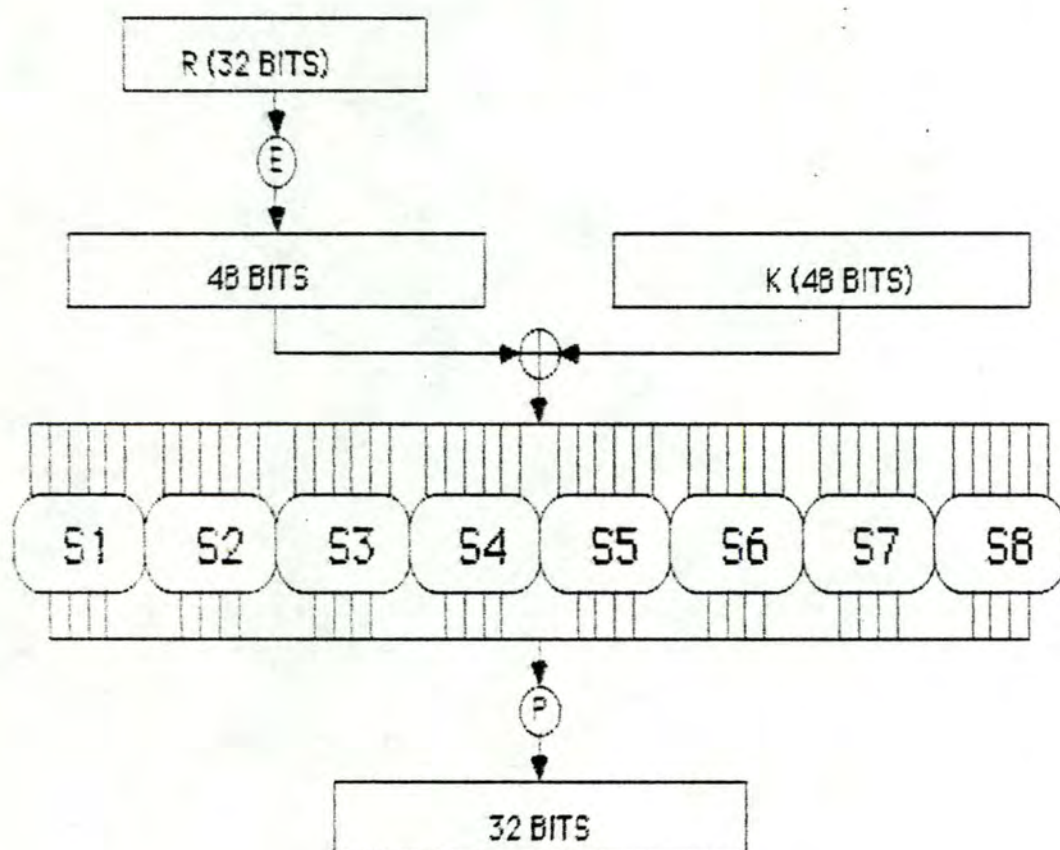 R (32 BITS)
E
48 BITS
K (48 BITS)
S1 S2 S3 S4 S5 S6 S7 S8
P
32 BITS